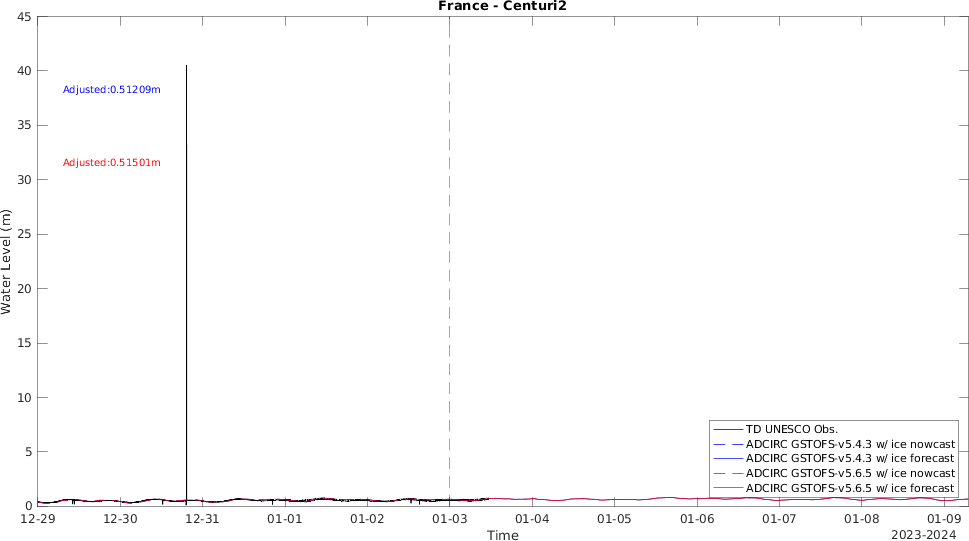 France - Centuri2
45
40
35
30
25
20
15
10
5
0
Water Level (m)
Adjusted:0.51209m
Adjusted:0.51501m
TD UNESCO Obs.
ADCIRC GSTOFS-v5.4.3 w/ ice nowcast
ADCIRC GSTOFS-v5.4.3 w/ ice forecast
ADCIRC GSTOFS-v5.6.5 w/ ice nowcast
ADCIRC GSTOFS-v5.6.5 w/ ice forecast
12-29 12-30 12-31 01-01 01-02 01-03 01-04 01-05 01-06 01-07 01-08 01-09
Time
2023-2024